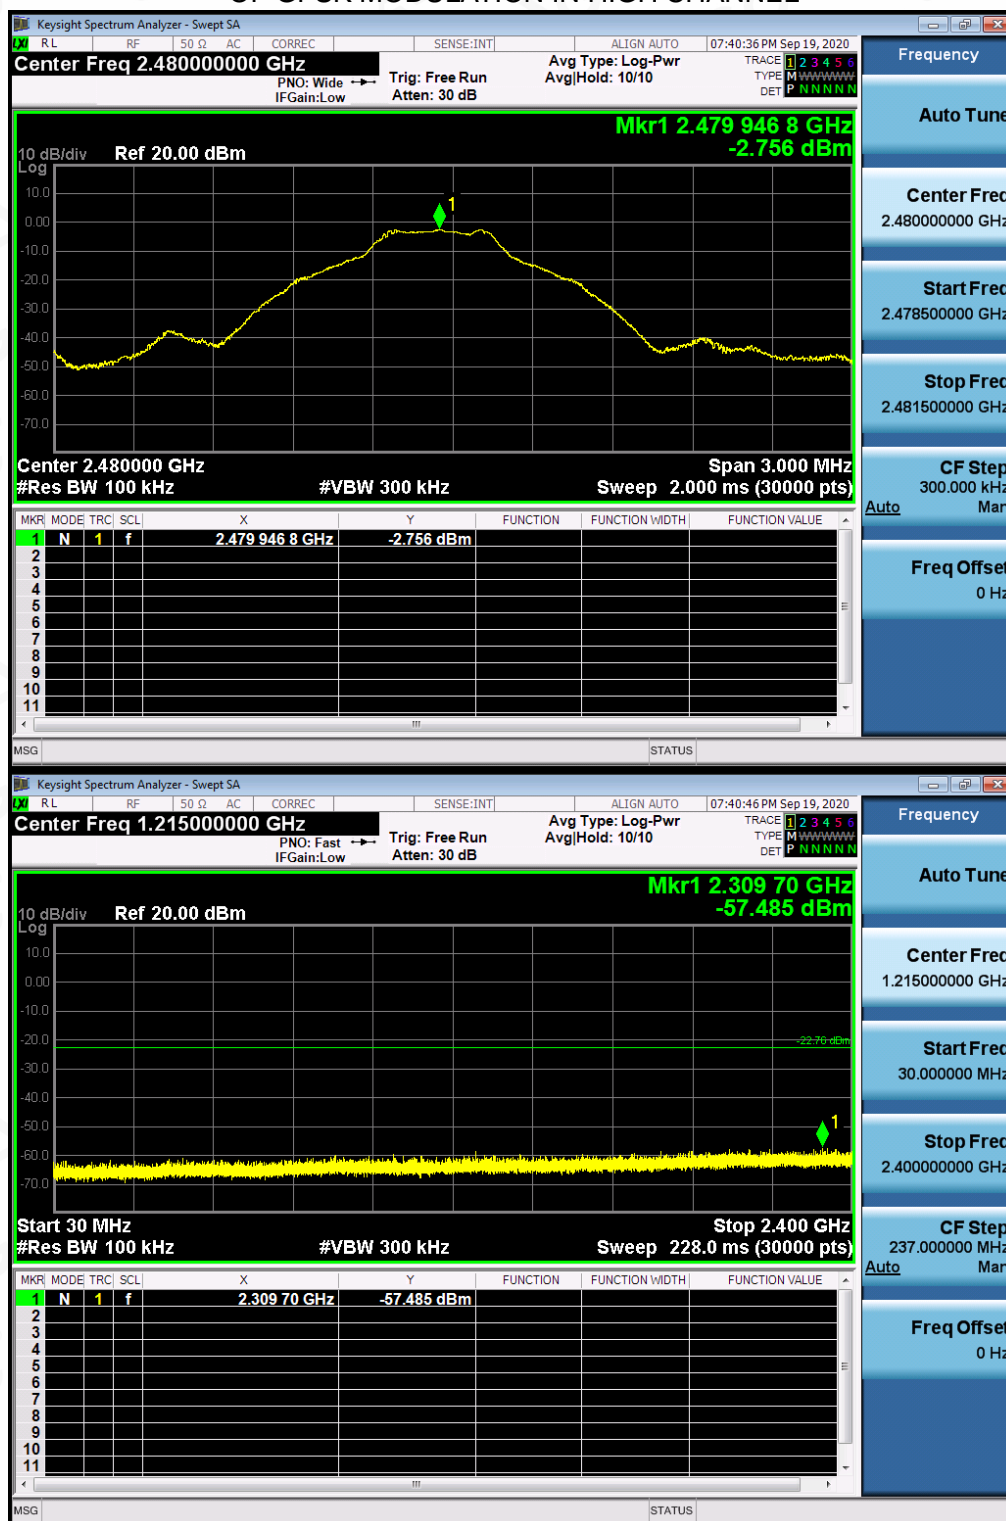 OF GFSK MODULATION IN HIGH CHANNEL
Keysight Spectrum Analyzer - Swept SA
LXI RL RF 50 Ω AC CORREC SENSE:INT ALIGN AUTO 07:40:36 PM Sep 19, 2020
Center Freq 2.480000000 GHz
PNO: Wide
IFGain:Low
Trig: Free Run
Atten: 30 dB
Avg Type: Log-Pwr
Avg|Hold: 10/10
TRACE 1 2 3 4 5 6
TYPE M WWWWW
DET P N N N N N
Frequency
Mkr1 2.479 946 8 GHz
-2.756 dBm
10 dB/div Ref 20.00 dBm
Log
10.0
0.00
-10.0
-20.0
-30.0
-40.0
-50.0
-60.0
-70.0
1
Center 2.480000 GHz Span 3.000 MHz
#Res BW 100 kHz #VBW 300 kHz Sweep 2.000 ms (30000 pts)
MKR MODE TRC SCL X Y FUNCTION FUNCTION WIDTH FUNCTION VALUE
1 N 1 f 2.479 946 8 GHz -2.756 dBm
2
3
4
5
6
7
8
9
10
11
MSG STATUS
Auto Tune
Center Freq
2.480000000 GHz
Start Freq
2.478500000 GHz
Stop Freq
2.481500000 GHz
CF Step
300.000 kHz
Auto Man
Freq Offset
0 Hz
Keysight Spectrum Analyzer - Swept SA
LXI RL RF 50 Ω AC CORREC SENSE:INT ALIGN AUTO 07:40:46 PM Sep 19, 2020
Center Freq 1.215000000 GHz
PNO: Fast
IFGain:Low
Trig: Free Run
Atten: 30 dB
Avg Type: Log-Pwr
Avg|Hold: 10/10
TRACE 1 2 3 4 5 6
TYPE M WWWWW
DET P N N N N N
Frequency
Mkr1 2.309 70 GHz
-57.485 dBm
10 dB/div Ref 20.00 dBm
Log
10.0
0.00
-10.0
-20.0
-30.0
-40.0
-50.0
-60.0
-70.0
-22.76 dBm
1
Start 30 MHz Stop 2.400 GHz
#Res BW 100 kHz #VBW 300 kHz Sweep 228.0 ms (30000 pts)
MKR MODE TRC SCL X Y FUNCTION FUNCTION WIDTH FUNCTION VALUE
1 N 1 f 2.309 70 GHz -57.485 dBm
2
3
4
5
6
7
8
9
10
11
MSG STATUS
Auto Tune
Center Freq
1.215000000 GHz
Start Freq
30.000000 MHz
Stop Freq
2.400000000 GHz
CF Step
237.000000 MHz
Auto Man
Freq Offset
0 Hz